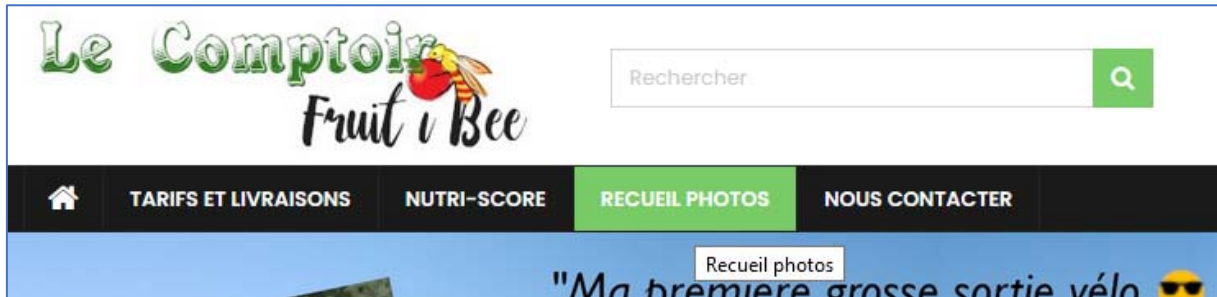 Le Comptoir
Fruit i Bee
Rechercher
TARIFS ET LIVRAISONS NUTRI-SCORE RECUEIL PHOTOS NOUS CONTACTER
Recueil photos
"Ma première grosse sortie vélo 😎